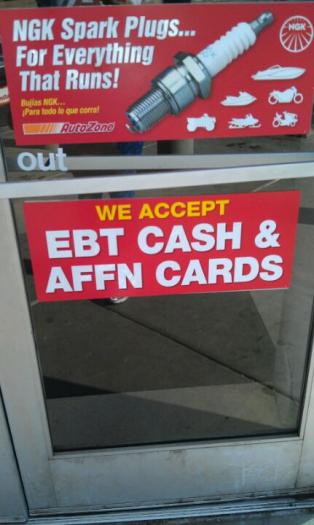 NGK Spark Plugs...
For Everything
That Runs!
Bujías NGK...
¡Para todo lo que corra!
AutoZone
NGK
out
WE ACCEPT
EBT CASH &
AFFN CARDS